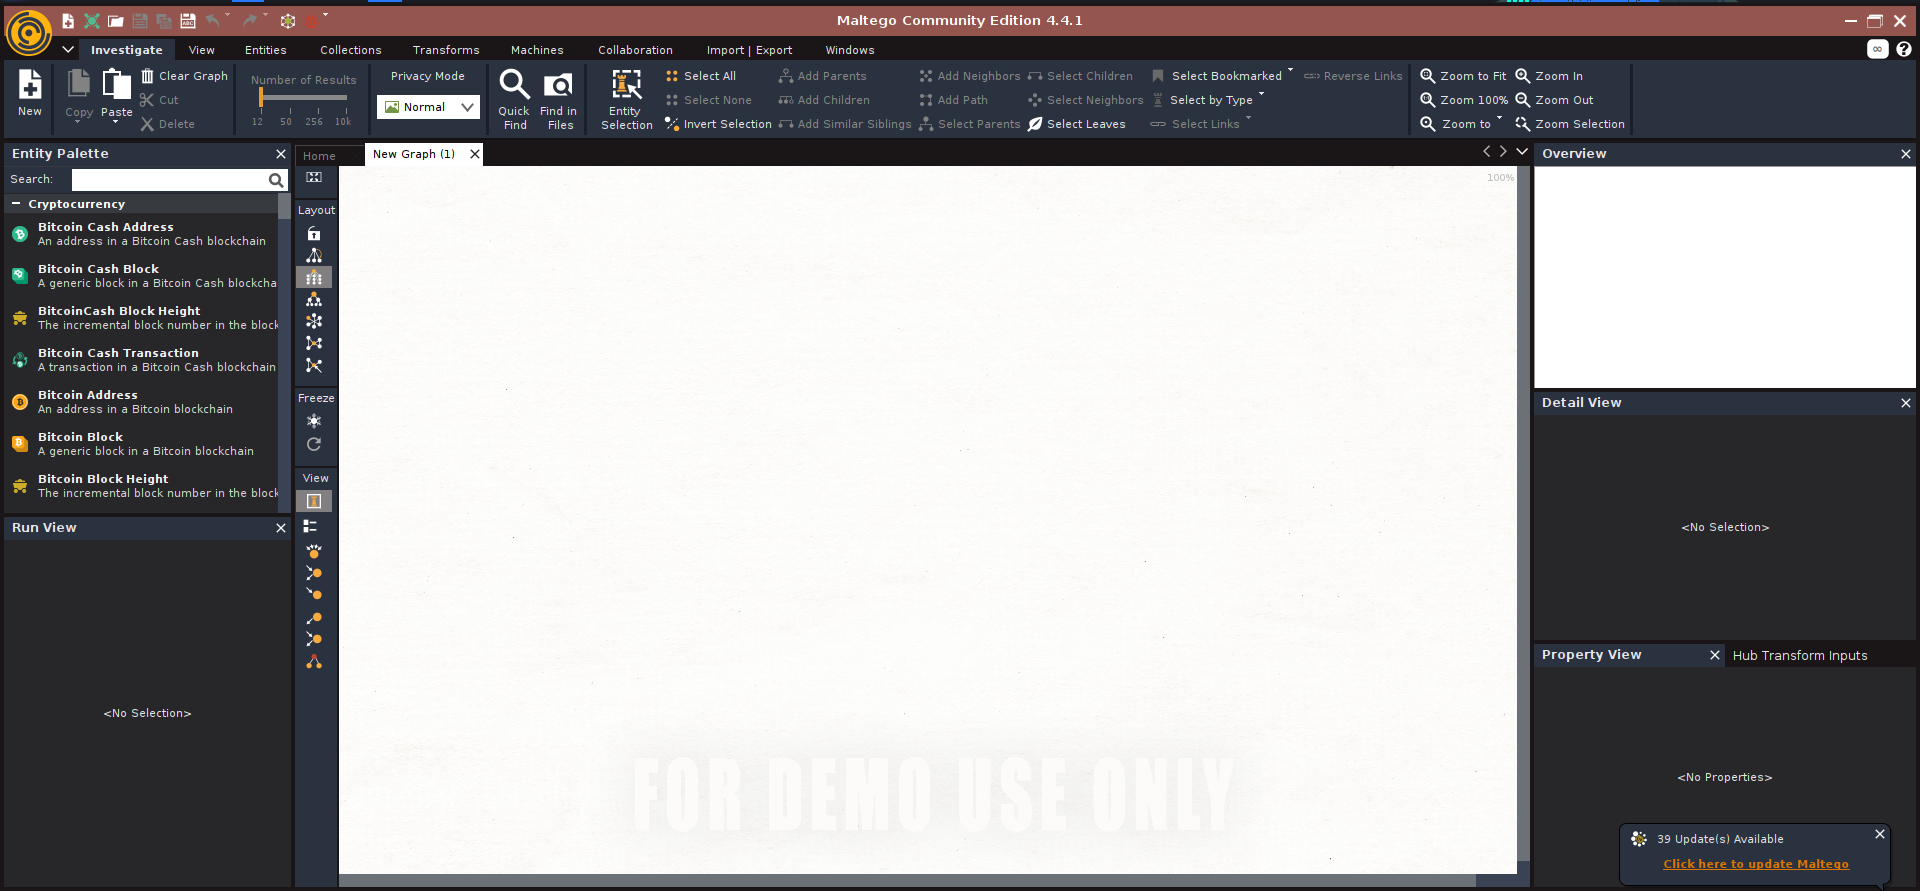 Maltego Community Edition 4.4.1
Investigate View Entities Collections Transforms Machines Collaboration Import | Export Windows
New
Copy
Paste
Clear Graph
Cut
Delete
Number of Results
12 50 256 10k
Privacy Mode
Normal
Quick Find
Find in Files
Entity Selection
Select All
Select None
Invert Selection
Add Parents
Add Children
Add Similar Siblings
Add Neighbors
Add Path
Select Parents
Select Children
Select Neighbors
Select Leaves
Select Bookmarked
Select by Type
Select Links
Reverse Links
Zoom to Fit
Zoom 100%
Zoom to
Zoom In
Zoom Out
Zoom Selection
Entity Palette
Search:
Cryptocurrency
Bitcoin Cash Address
An address in a Bitcoin Cash blockchain
Bitcoin Cash Block
A generic block in a Bitcoin Cash blockcha
BitcoinCash Block Height
The incremental block number in the block
Bitcoin Cash Transaction
A transaction in a Bitcoin Cash blockchain
Bitcoin Address
An address in a Bitcoin blockchain
Bitcoin Block
A generic block in a Bitcoin blockchain
Bitcoin Block Height
The incremental block number in the block
Run View
<No Selection>
Home
New Graph (1)
Layout
Freeze
View
100%
FOR DEMO USE ONLY
Overview
Detail View
<No Selection>
Property View
Hub Transform Inputs
<No Properties>
39 Update(s) Available
Click here to update Maltego